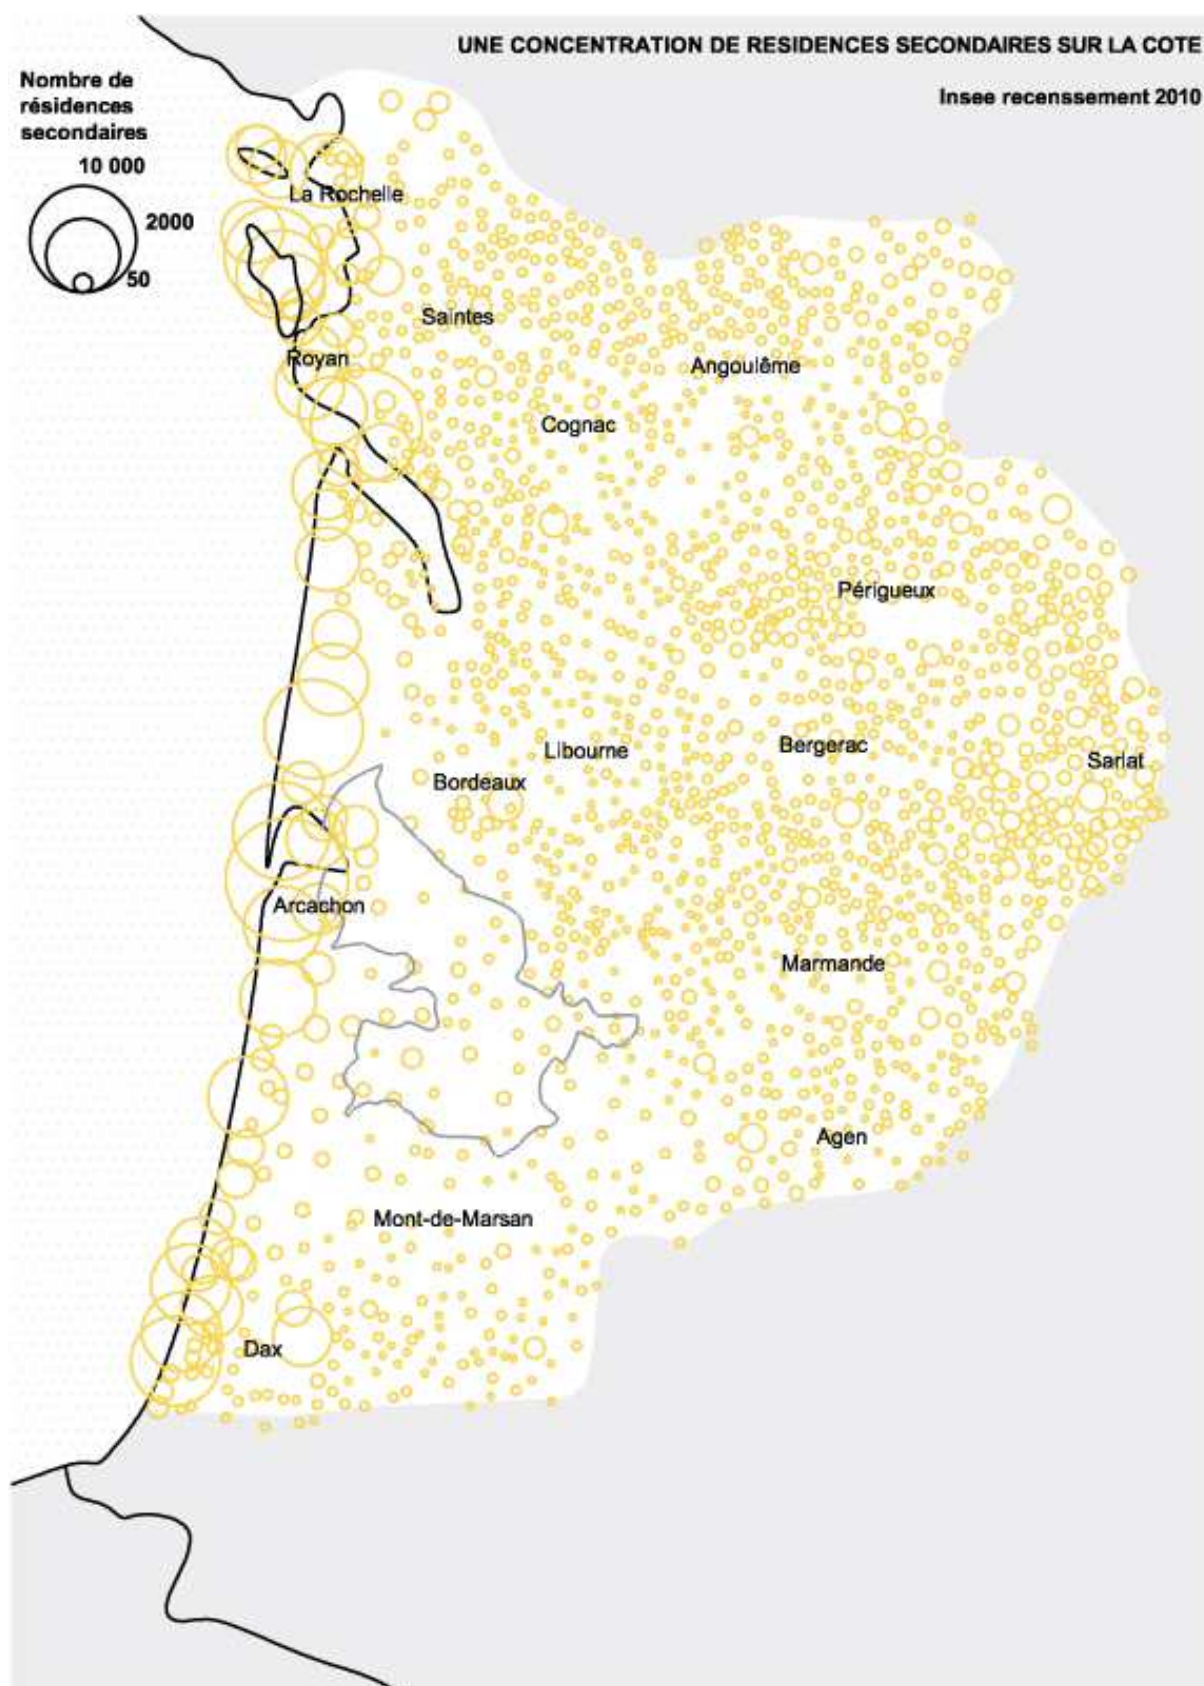 UNE CONCENTRATION DE RESIDENCES SECONDAIRES SUR LA COTE
Insee recenssement 2010
Nombre de
résidences
secondaires
10 000
2000
50
La Rochelle
Saintes
Royan
Angoulême
Cognac
Périgueux
Libourne
Bergerac
Sarlat
Bordeaux
Arcachon
Marmande
Agen
Mont-de-Marsan
Dax